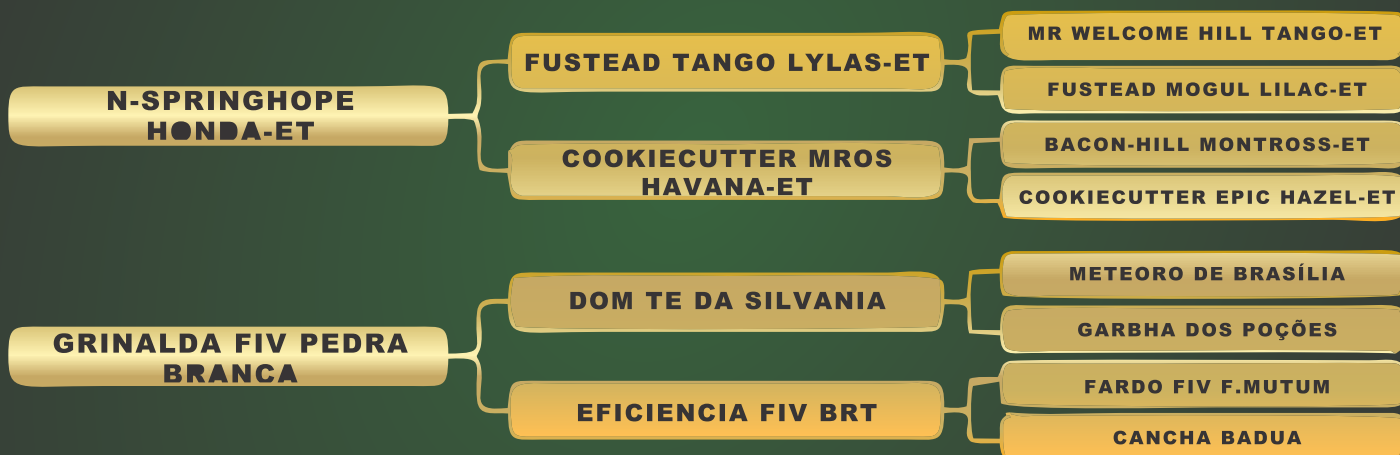 N-SPRINGHOPE
HONDA-ET
FUSTEAD TANGO LYLAS-ET
COOKIECUTTER MROS
HAVANA-ET
MR WELCOME HILL TANGO-ET
FUSTEAD MOGUL LILAC-ET
BACON-HILL MONTROSS-ET
COOKIECUTTER EPIC HAZEL-ET
GRINALDA FIV PEDRA
BRANCA
DOM TE DA SILVANIA
EFICIENCIA FIV BRT
METEORO DE BRASÍLIA
GARBHA DOS POÇÕES
FARDO FIV F.MUTUM
CANCHA BADUA